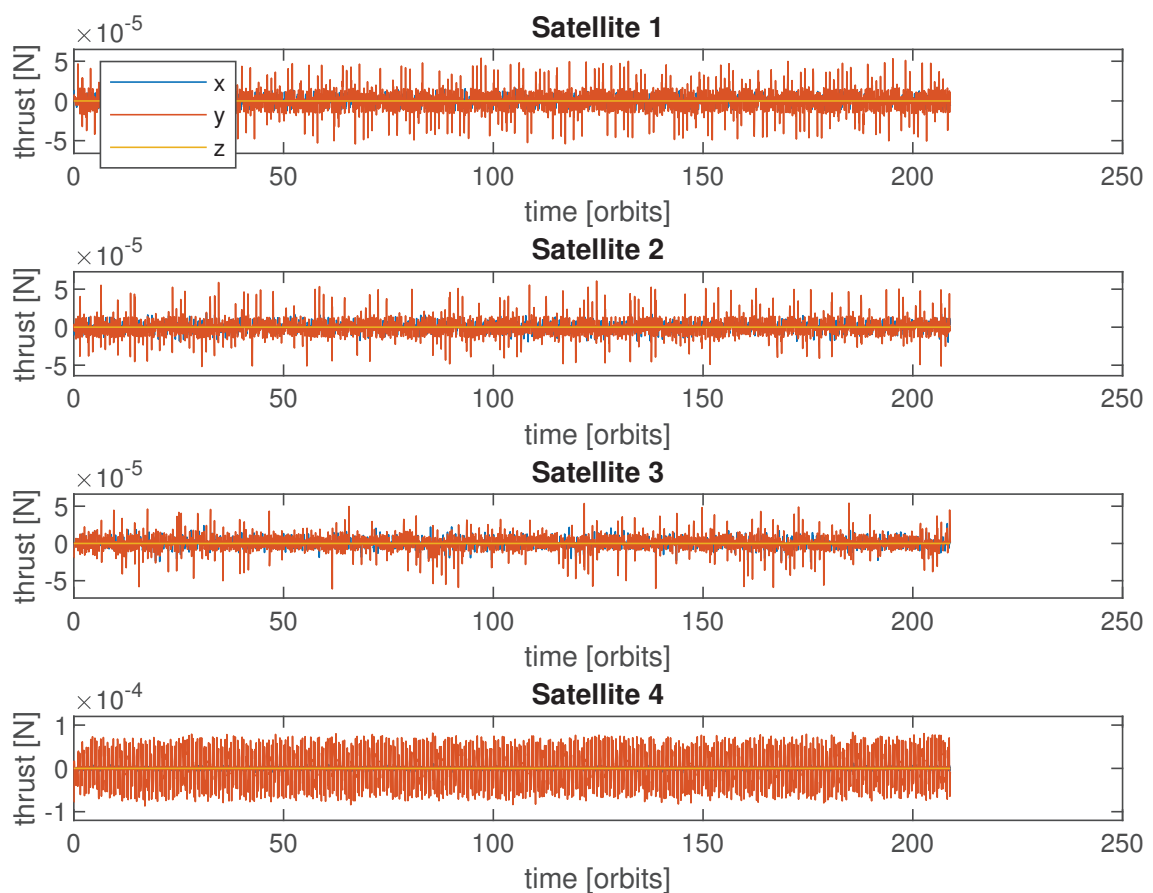 ×10^-5
Satellite 1
thrust [N]
5
0
-5
x
y
z
0 50 100 150 200 250
time [orbits]
×10^-5
Satellite 2
thrust [N]
5
0
-5
0 50 100 150 200 250
time [orbits]
×10^-5
Satellite 3
thrust [N]
5
0
-5
0 50 100 150 200 250
time [orbits]
×10^-4
Satellite 4
thrust [N]
1
0
-1
0 50 100 150 200 250
time [orbits]